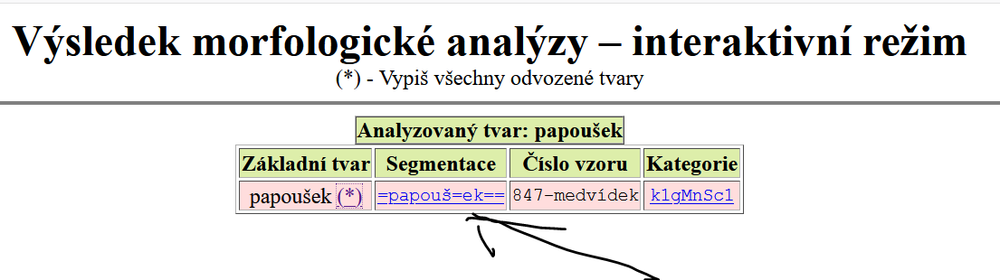 Výsledek morfologické analýzy – interaktivní režim
(*) - Vypiš všechny odvozené tvary
Analyzovaný tvar: papoušek
Základní tvar Segmentace Číslo vzoru Kategorie
papoušek (*) =papouš=ek== 847-medvídek k1gMnSc1